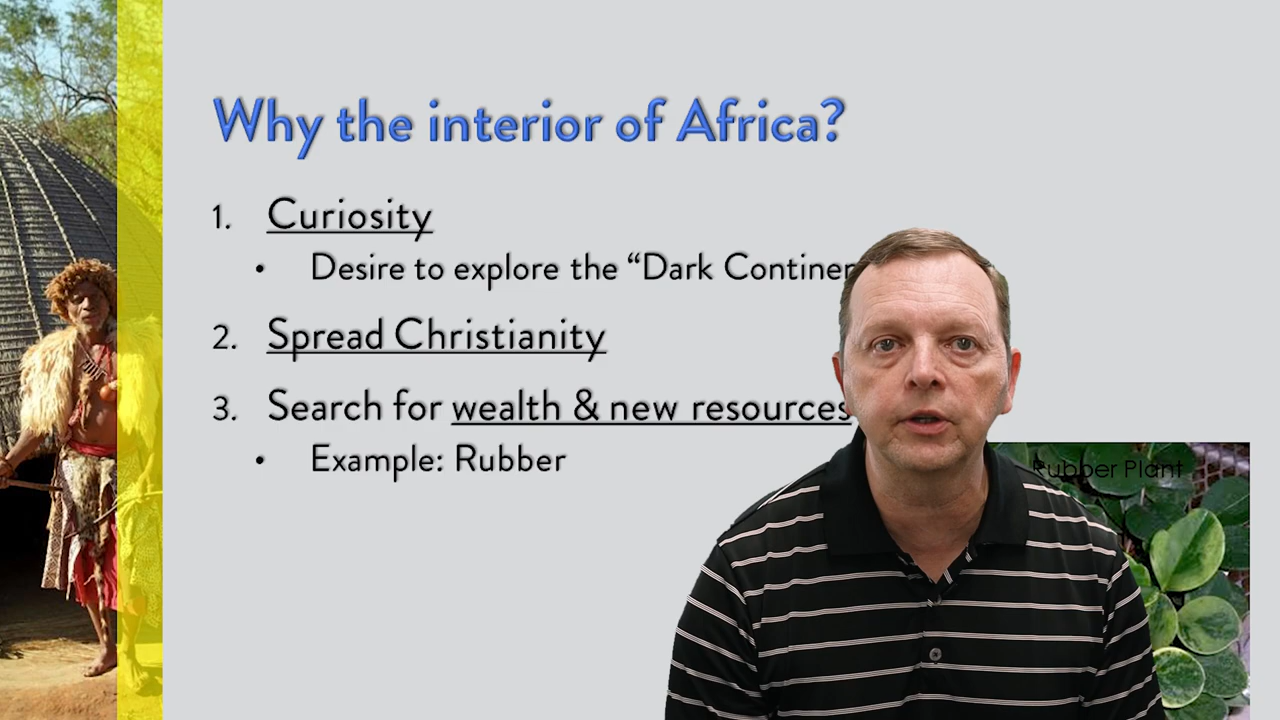 Why the interior of Africa?
1. Curiosity
• Desire to explore the “Dark
2. Spread Christianity
3. Search for wealth & new resources
• Example: Rubber
Rubber Plant